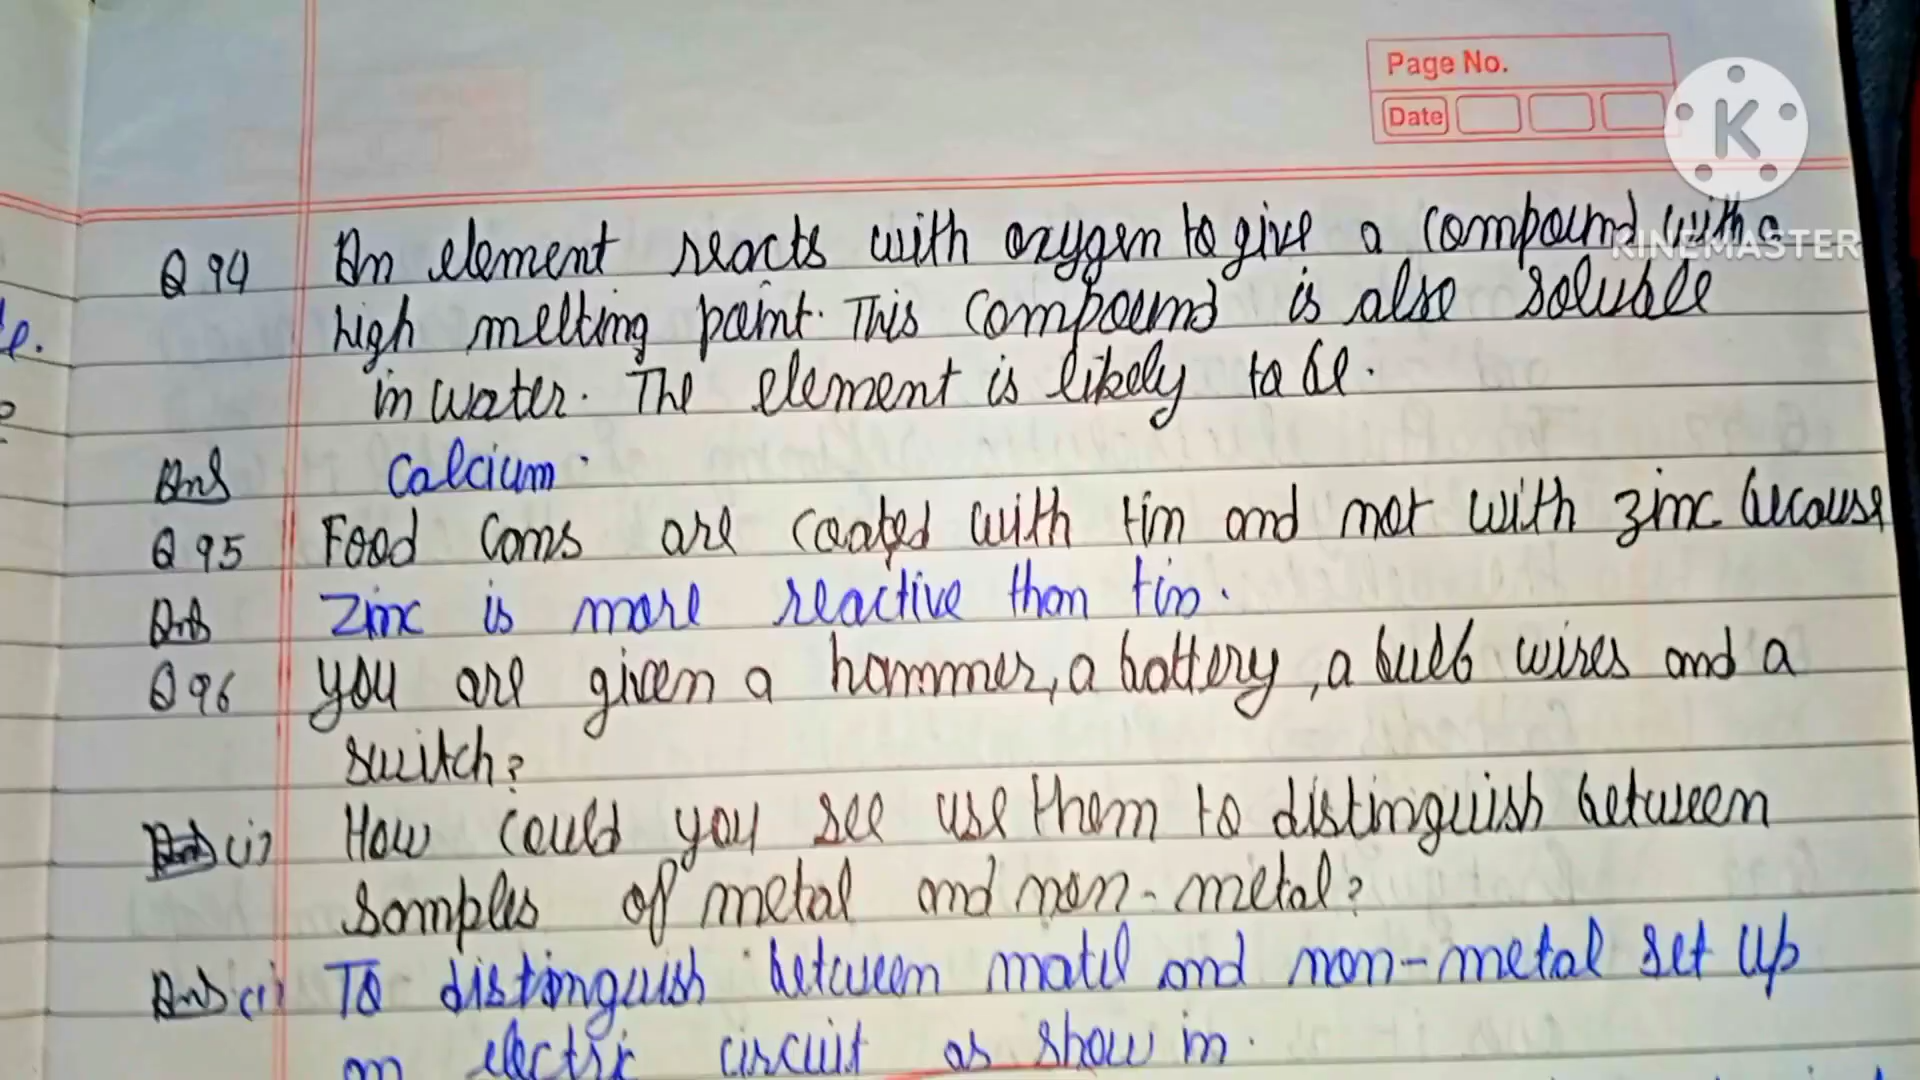 Page No.
Date
K
KINEMASTER
Q 94 An element reacts with oxygen to give a compound with a
high melting point. This compound is also soluble
in water. The element is likely to be.
Ans Calcium.
Q 95 Food Cans are coated with tin and not with zinc because
Ans Zinc is more reactive than tin.
Q 96 You are given a hammer, a battery, a bulb wires and a
switch?
(i) How could you see use them to distinguish between
samples of metal and non-metal?
Ans (i) To distinguish between matel and non-metal set up
an electric circuit as show in.